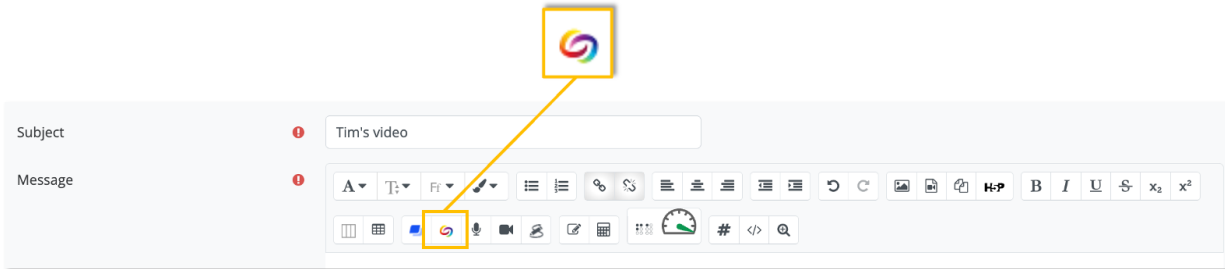 Subject
Tim's video
Message
A T Ff H-P B I U S x₂ x²
# </>